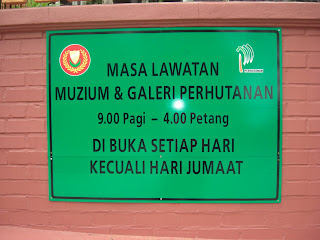 MASA LAWATAN
MUZIUM & GALERI PERHUTANAN
9.00 Pagi – 4.00 Petang
DI BUKA SETIAP HARI
KECUALI HARI JUMAAT